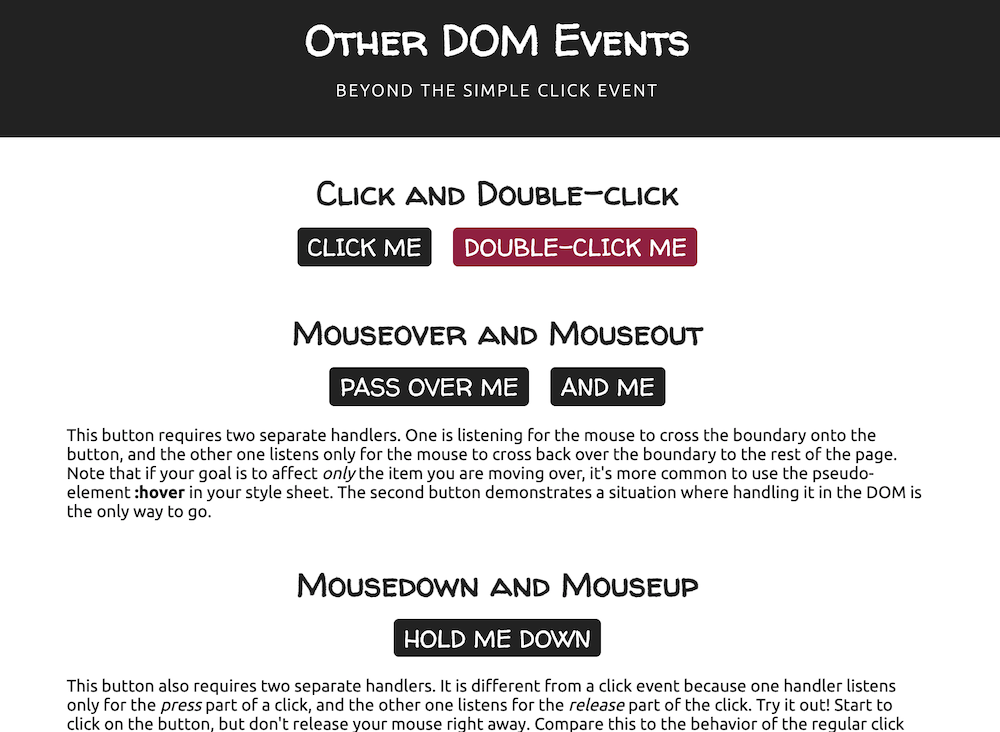 Other DOM Events
BEYOND THE SIMPLE CLICK EVENT
Click and Double-click
CLICK ME
DOUBLE-CLICK ME
Mouseover and Mouseout
PASS OVER ME
AND ME
This button requires two separate handlers. One is listening for the mouse to cross the boundary onto the
button, and the other one listens only for the mouse to cross back over the boundary to the rest of the page.
Note that if your goal is to affect only the item you are moving over, it's more common to use the pseudo-
element :hover in your style sheet. The second button demonstrates a situation where handling it in the DOM is
the only way to go.
Mousedown and Mouseup
HOLD ME DOWN
This button also requires two separate handlers. It is different from a click event because one handler listens
only for the press part of a click, and the other one listens for the release part of the click. Try it out! Start to
click on the button, but don't release your mouse right away. Compare this to the behavior of the regular click